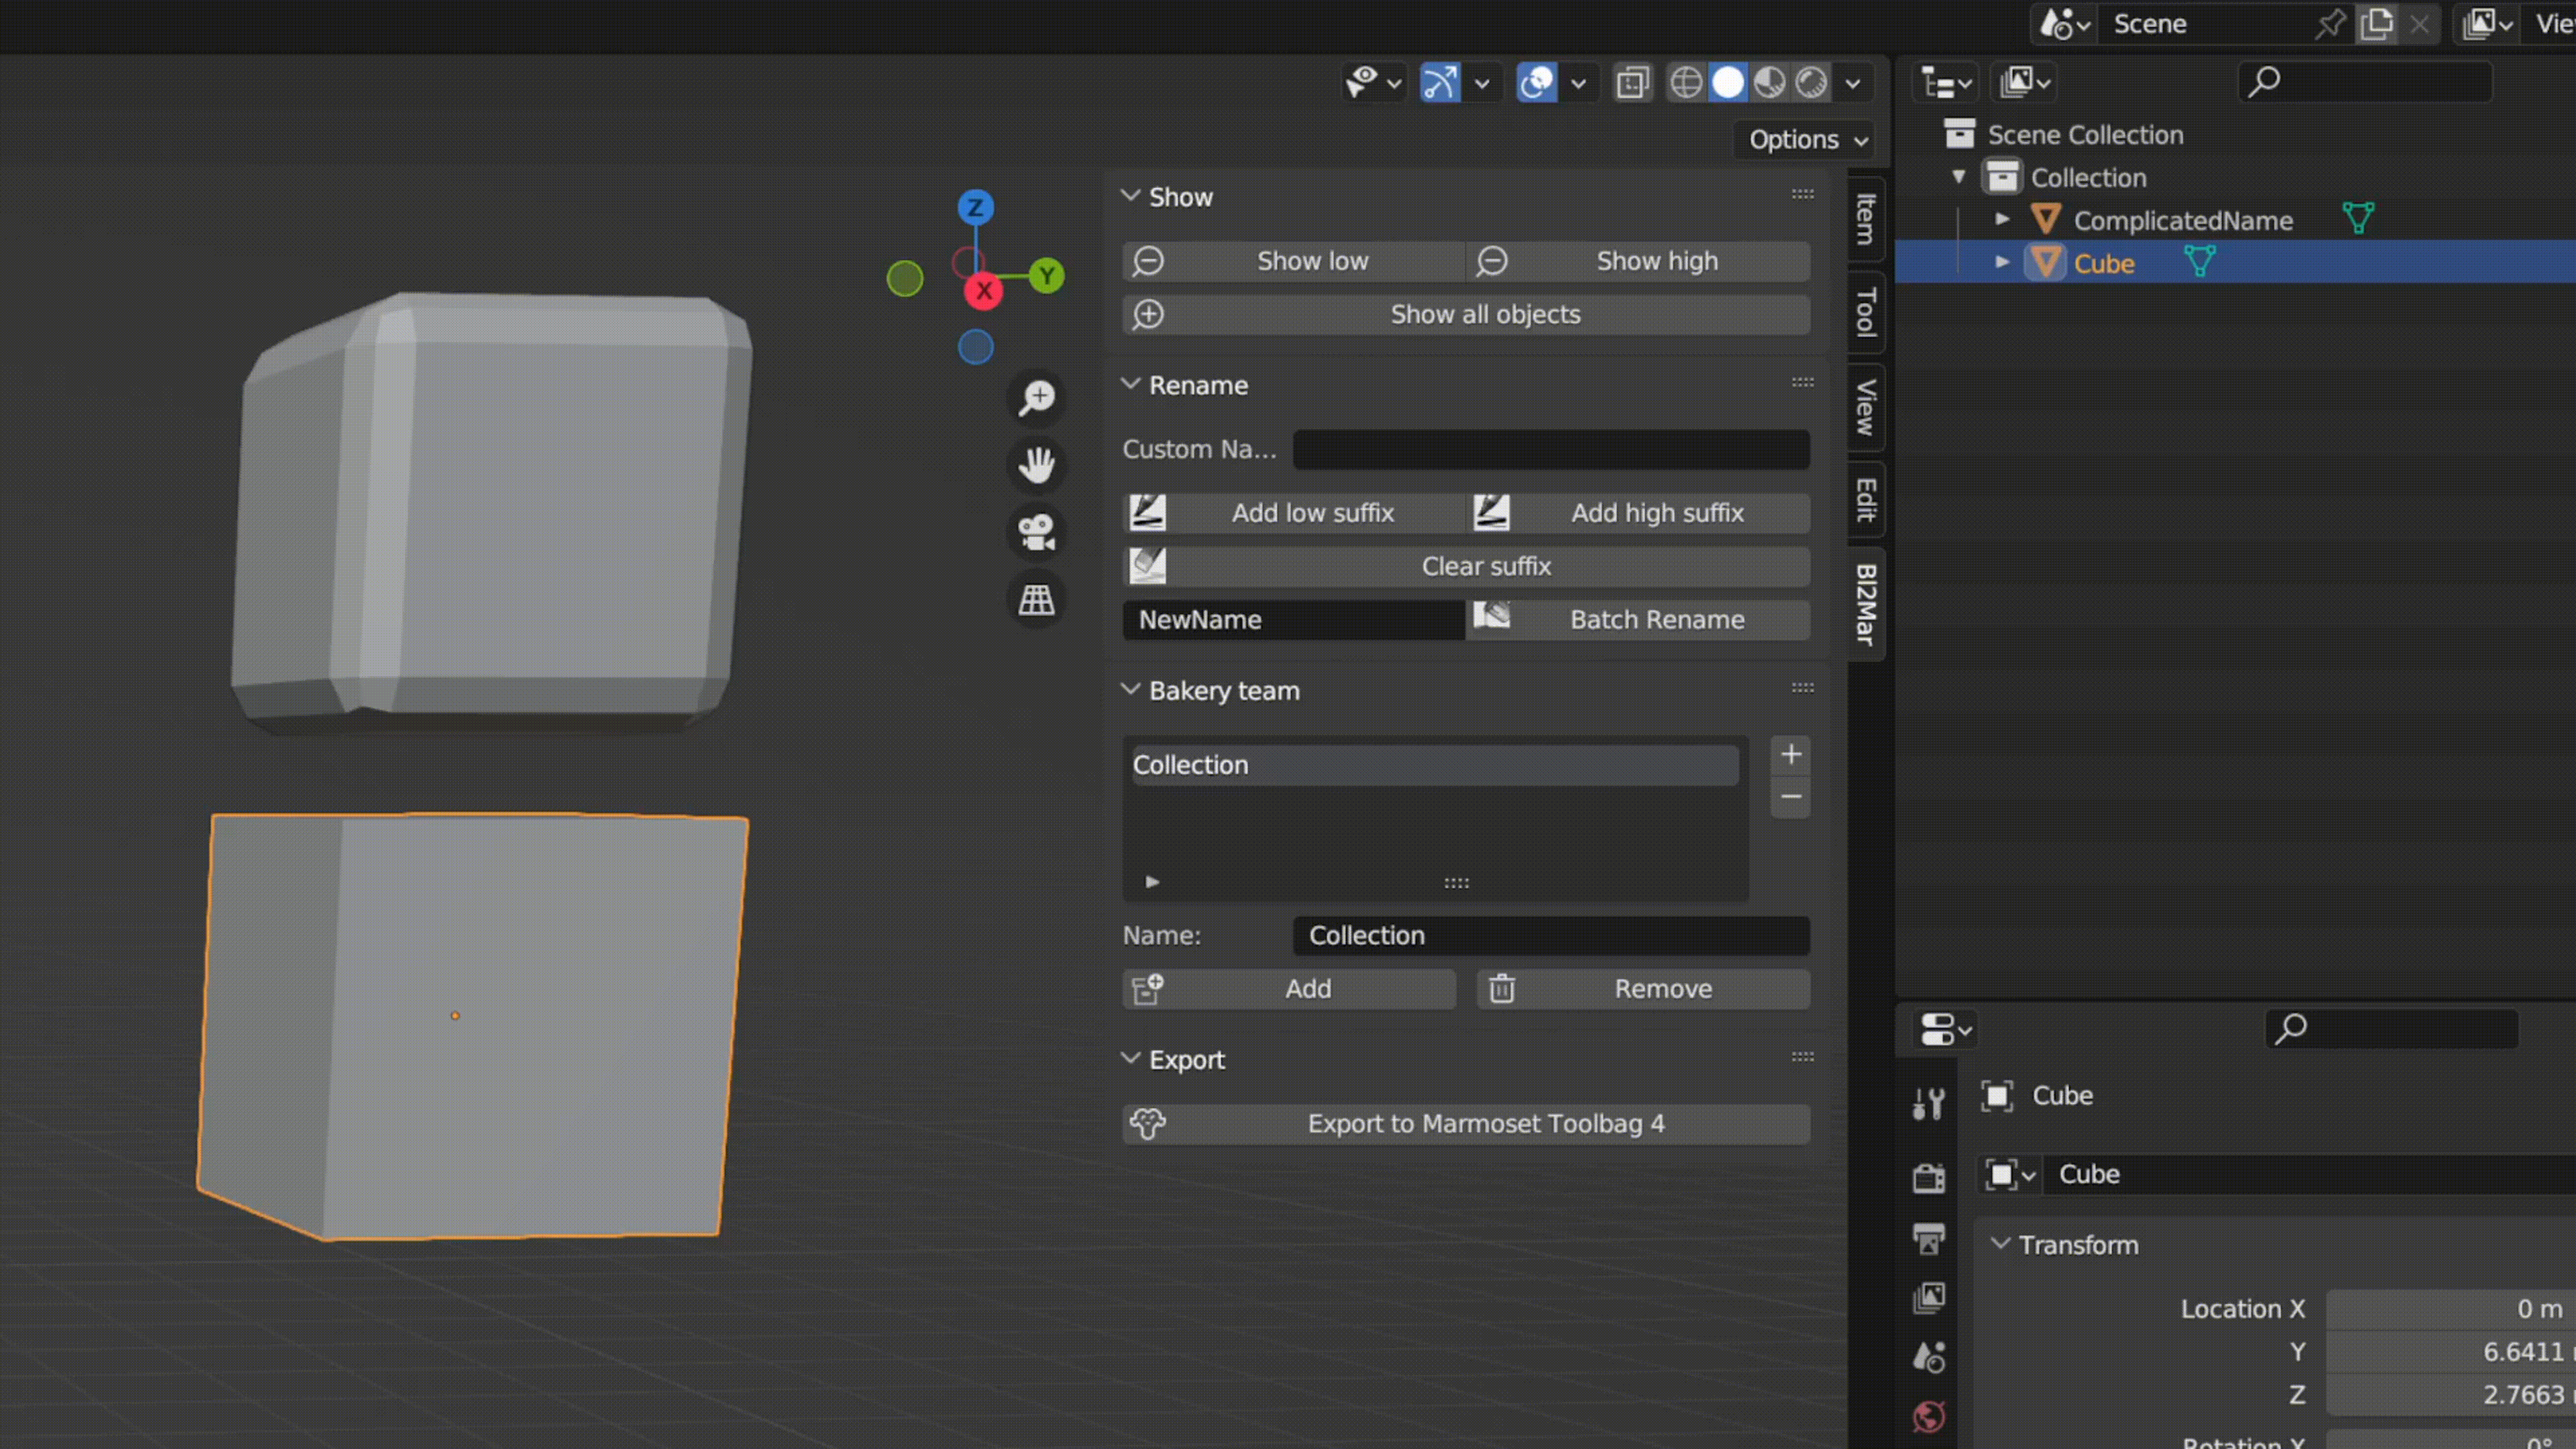 Scene
Vie
Options
Z
Y
X
Show
Show low
Show high
Show all objects
Rename
Custom Na...
Add low suffix
Add high suffix
Clear suffix
NewName
Batch Rename
Bakery team
Collection
Name:
Collection
Add
Remove
Export
Export to Marmoset Toolbag 4
Item
Tool
View
Edit
Bl2Mar
Scene Collection
Collection
ComplicatedName
Cube
Cube
Cube
Transform
Location X
0 m
Y
6.6411
Z
2.7663
Rotation X
0°